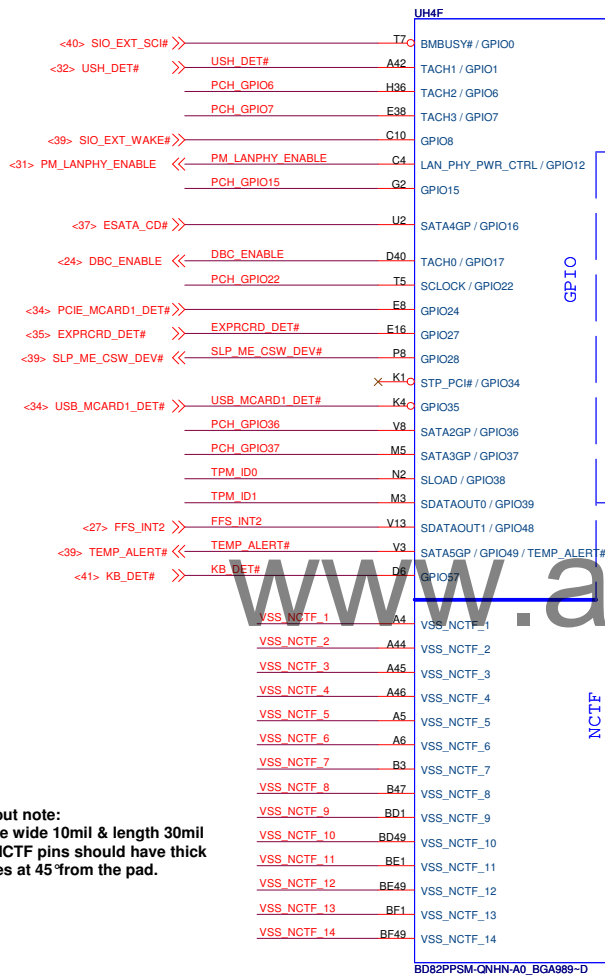 UH4F
<40> SIO_EXT_SCI# T7 BMBUSY# / GPIO0
<32> USH_DET# USH_DET# A42 TACH1 / GPIO1
PCH_GPIO6 H36 TACH2 / GPIO6
PCH_GPIO7 E38 TACH3 / GPIO7
<39> SIO_EXT_WAKE# C10 GPIO8
<31> PM_LANPHY_ENABLE PM_LANPHY_ENABLE C4 LAN_PHY_PWR_CTRL / GPIO12
PCH_GPIO15 G2 GPIO15
<37> ESATA_CD# U2 SATA4GP / GPIO16
<24> DBC_ENABLE DBC_ENABLE D40 TACH0 / GPIO17
PCH_GPIO22 T5 SCLOCK / GPIO22
GPIO
<34> PCIE_MCARD1_DET# E8 GPIO24
<35> EXPRCRD_DET# EXPRCRD_DET# E16 GPIO27
<39> SLP_ME_CSW_DEV# SLP_ME_CSW_DEV# P8 GPIO28
K1 STP_PCI# / GPIO34
<34> USB_MCARD1_DET# USB_MCARD1_DET# K4 GPIO35
PCH_GPIO36 V8 SATA2GP / GPIO36
PCH_GPIO37 M5 SATA3GP / GPIO37
TPM_ID0 N2 SLOAD / GPIO38
TPM_ID1 M3 SDATAOUT0 / GPIO39
<27> FFS_INT2 FFS_INT2 V13 SDATAOUT1 / GPIO48
<39> TEMP_ALERT# TEMP_ALERT# V3 SATA5GP / GPIO49 / TEMP_ALERT#
<41> KB_DET# KB_DET# D6 GPIO57
www.a
VSS_NCTF_1 A4 VSS_NCTF_1
VSS_NCTF_2 A44 VSS_NCTF_2
VSS_NCTF_3 A45 VSS_NCTF_3
VSS_NCTF_4 A46 VSS_NCTF_4
VSS_NCTF_5 A5 VSS_NCTF_5
NCTF
VSS_NCTF_6 A6 VSS_NCTF_6
VSS_NCTF_7 B3 VSS_NCTF_7
VSS_NCTF_8 B47 VSS_NCTF_8
VSS_NCTF_9 BD1 VSS_NCTF_9
VSS_NCTF_10 BD49 VSS_NCTF_10
VSS_NCTF_11 BE1 VSS_NCTF_11
VSS_NCTF_12 BE49 VSS_NCTF_12
VSS_NCTF_13 BF1 VSS_NCTF_13
VSS_NCTF_14 BF49 VSS_NCTF_14
out note:
e wide 10mil & length 30mil
NCTF pins should have thick
es at 45°from the pad.
BD82PPSM-QNHN-A0_BGA989~D